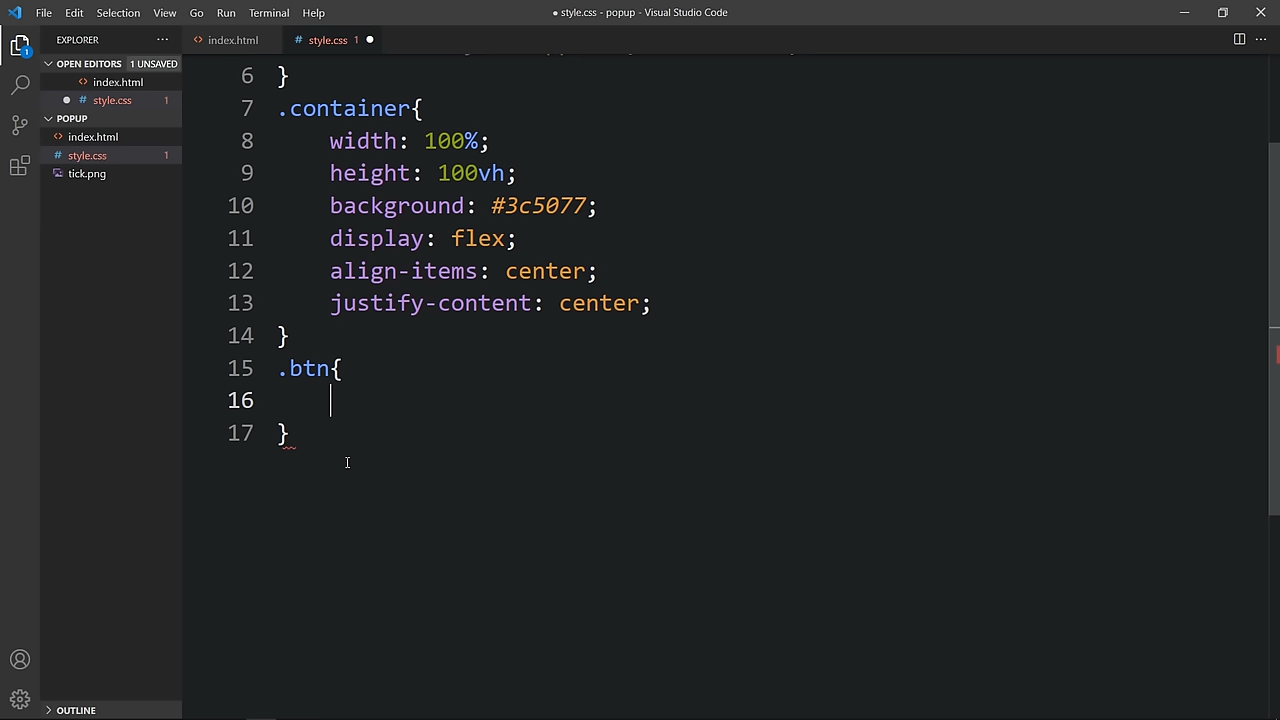 File Edit Selection View Go Run Terminal Help
● style.css - popup - Visual Studio Code
EXPLORER
index.html
style.css 1
OPEN EDITORS 1 UNSAVED
index.html
# style.css 1
POPUP
index.html
# style.css 1
tick.png
OUTLINE
1
6 }
7 .container{
8 width: 100%;
9 height: 100vh;
10 background: #3c5077;
11 display: flex;
12 align-items: center;
13 justify-content: center;
14 }
15 .btn{
16
17 }